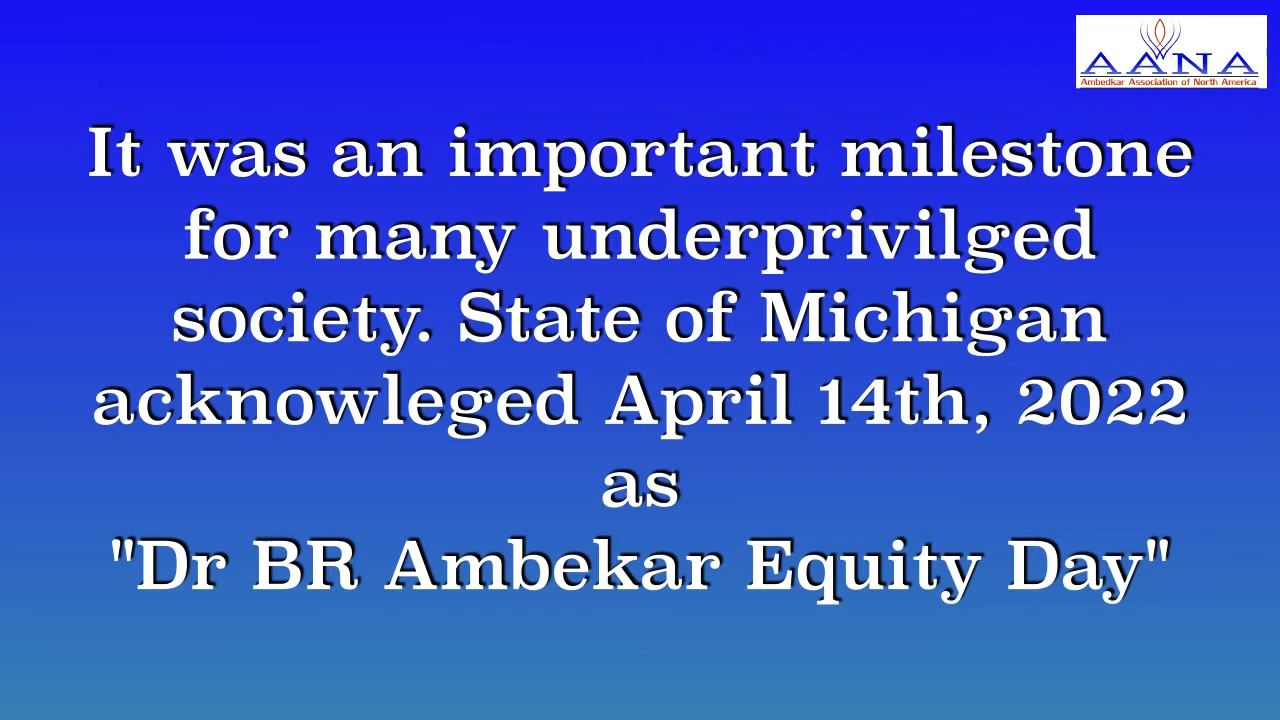 AANA
Ambedkar Association of North America
It was an important milestone
for many underprivilged
society. State of Michigan
acknowleged April 14th, 2022
as
"Dr BR Ambekar Equity Day"